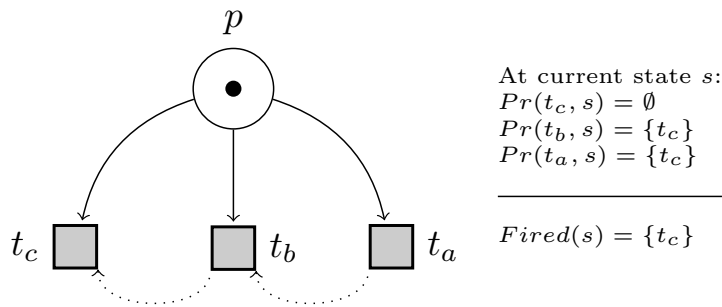 p
At current state s:
Pr(t_c, s) = ∅
Pr(t_b, s) = {t_c}
Pr(t_a, s) = {t_c}
t_c t_b t_a
Fired(s) = {t_c}